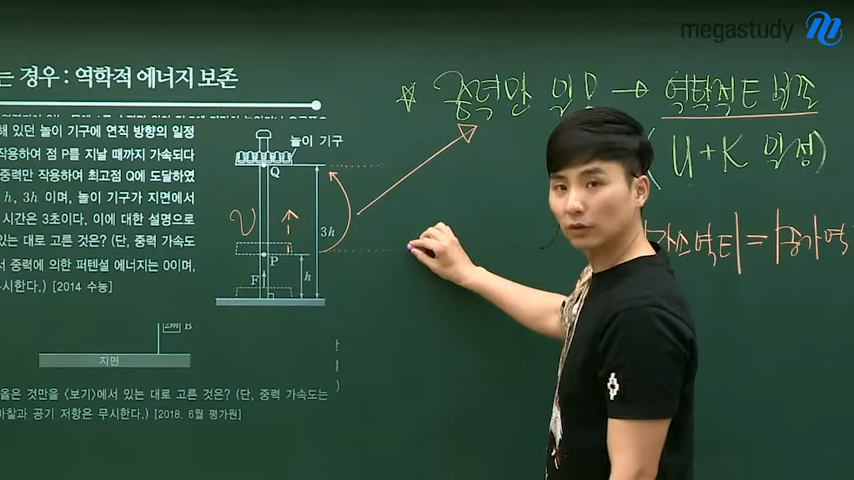 megastudy
는 경우 : 역학적 에너지 보존
해 있던 놀이 기구에 연직 방향의 일정
작용하여 점 P를 지날 때까지 가속되다
중력만 작용하여 최고점 Q에 도달하였
h, 3h 이며, 놀이 기구가 지면에서
시간은 3초이다. 이에 대한 설명으로
있는 대로 고른 것은? (단, 중력 가속도
서 중력에 의한 퍼텐셜 에너지는 0이며,
무시한다.) [2014 수능]
놀이 기구
Q
v
3h
P
F
h
2m B
지면
옳은 것만을 <보기>에서 있는 대로 고른 것은? (단, 중력 가속도는
마찰과 공기 저항은 무시한다.) [2018. 6월 평가원]
☆ 중력만 일 → 역학적 E 보존
( U + K 일정)
역E| = |증가역